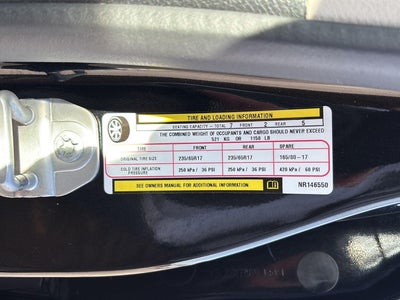 TIRE AND LOADING INFORMATION
SEATING CAPACITY - TOTAL 7 FRONT 2 REAR 5
THE COMBINED WEIGHT OF OCCUPANTS AND CARGO SHOULD NEVER EXCEED
521 KG OR 1158 LB
TIRE FRONT REAR SPARE
ORIGINAL TIRE SIZE 235/65R17 235/65R17 165/80-17
COLD TIRE INFLATION PRESSURE 250 kPa / 36 PSI 250 kPa / 36 PSI 420 kPa / 60 PSI
SEE OWNERS MANUAL FOR ADDITIONAL INFORMATION NR146550